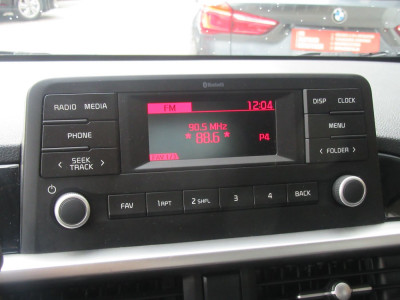 Bluetooth
RADIO MEDIA
FM 12:04
DISP CLOCK
PHONE
90.5 MHz
* 88.6 *
P4
MENU
< SEEK >
TRACK
< FOLDER >
FAV 1 RPT 2 SHFL 3 4 BACK